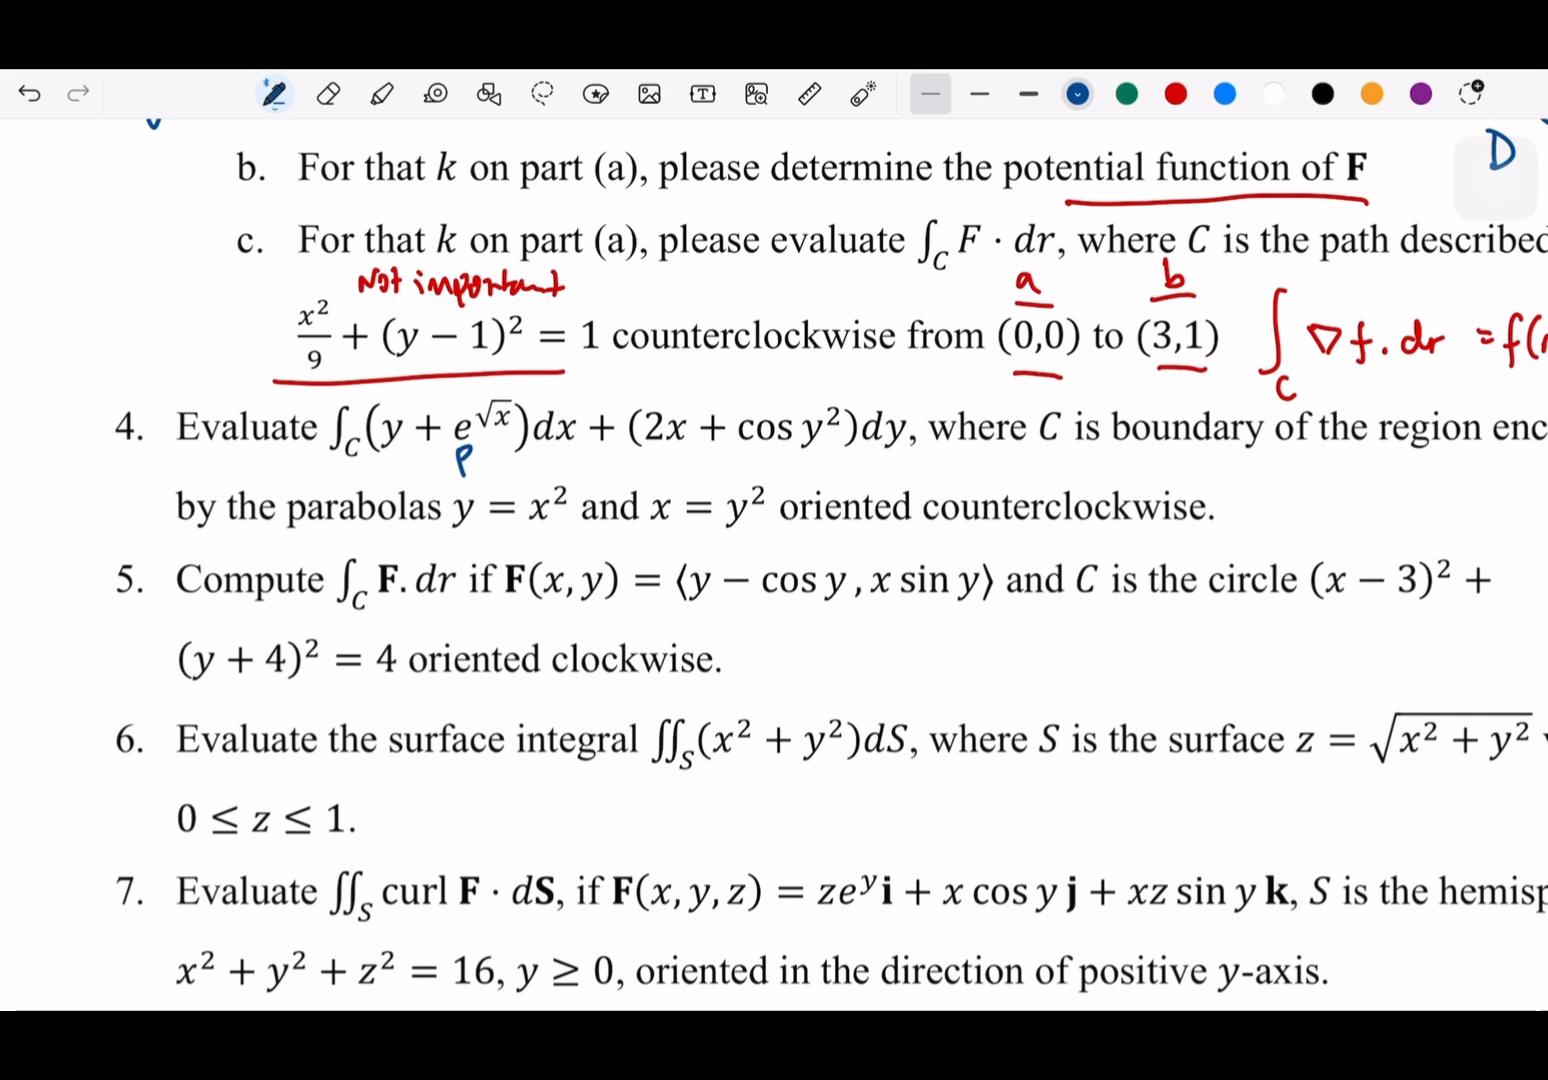 D
b. For that k on part (a), please determine the potential function of F
c. For that k on part (a), please evaluate ∫_C F · dr, where C is the path described
Not important a b
x²/9 + (y − 1)² = 1 counterclockwise from (0,0) to (3,1) ∫_C ∇f. dr = f(
4. Evaluate ∫_C (y + e^√x)dx + (2x + cos y²)dy, where C is boundary of the region enc
P
by the parabolas y = x² and x = y² oriented counterclockwise.
5. Compute ∫_C F. dr if F(x, y) = ⟨y − cos y , x sin y⟩ and C is the circle (x − 3)² +
(y + 4)² = 4 oriented clockwise.
6. Evaluate the surface integral ∬_S (x² + y²)dS, where S is the surface z = √(x² + y²)
0 ≤ z ≤ 1.
7. Evaluate ∬_S curl F · dS, if F(x, y, z) = ze^y i + x cos y j + xz sin y k, S is the hemisp
x² + y² + z² = 16, y ≥ 0, oriented in the direction of positive y-axis.